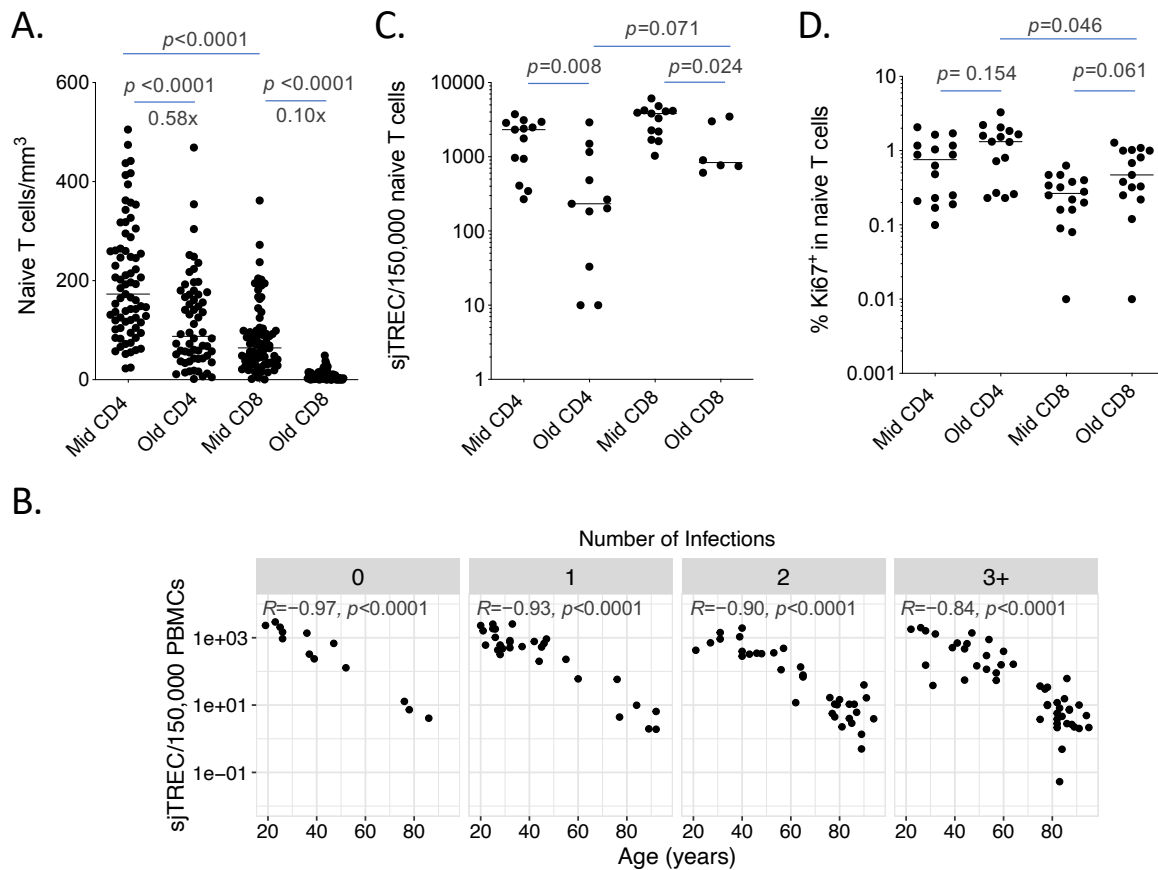 A.
p<0.0001
p <0.0001
p <0.0001
0.58x
0.10x
Naive T cells/mm³
600
400
200
0
Mid CD4
Old CD4
Mid CD8
Old CD8
C.
p=0.071
p=0.008
p=0.024
sjTREC/150,000 naive T cells
10000
1000
100
10
1
Mid CD4
Old CD4
Mid CD8
Old CD8
D.
p=0.046
p= 0.154
p=0.061
% Ki67⁺ in naive T cells
10
1
0.1
0.01
0.001
Mid CD4
Old CD4
Mid CD8
Old CD8
B.
Number of Infections
0
1
2
3+
R=−0.97, p<0.0001
R=−0.93, p<0.0001
R=−0.90, p<0.0001
R=−0.84, p<0.0001
sjTREC/150,000 PBMCs
1e+03
1e+01
1e−01
20 40 60 80
20 40 60 80
20 40 60 80
20 40 60 80
Age (years)